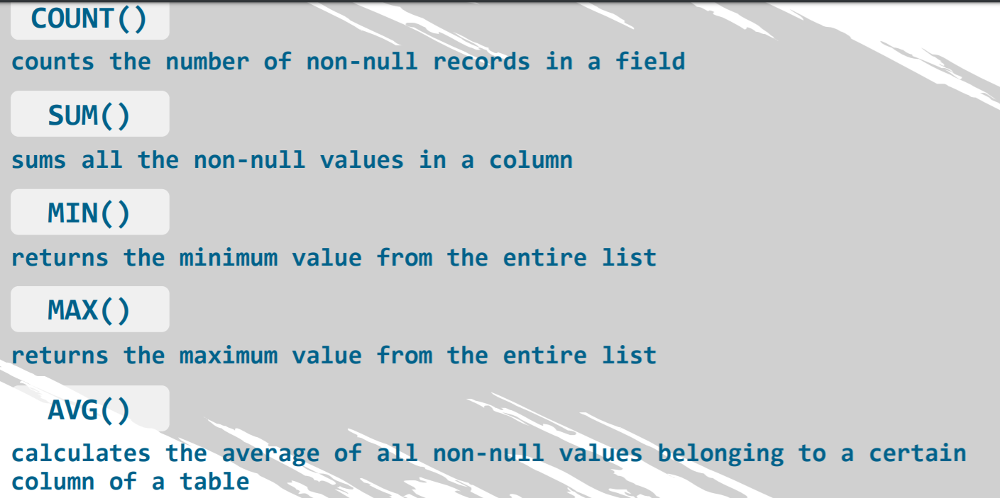 COUNT()
counts the number of non-null records in a field
SUM()
sums all the non-null values in a column
MIN()
returns the minimum value from the entire list
MAX()
returns the maximum value from the entire list
AVG()
calculates the average of all non-null values belonging to a certain
column of a table